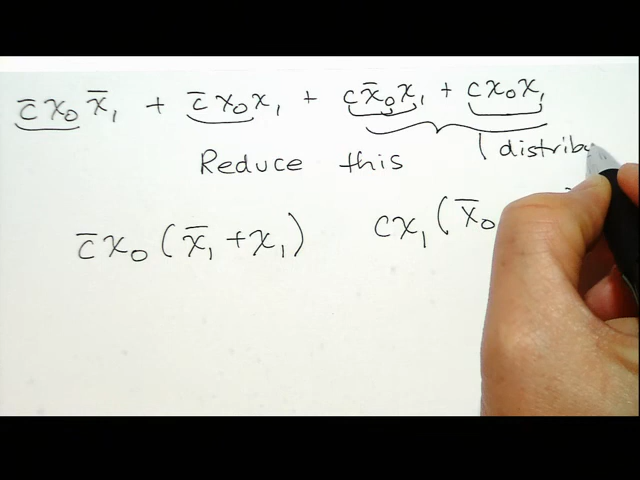 c̄x₀x̄₁ + c̄x₀x₁ + cx̄₀x₁ + cx₀x₁
Reduce this
c̄x₀(x̄₁+x₁) cx₁(x̄₀